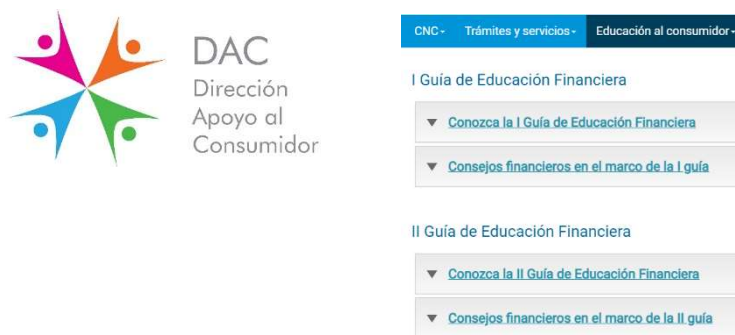 DAC
Dirección
Apoyo al
Consumidor
CNC
Trámites y servicios
Educación al consumidor
I Guía de Educación Financiera
Conozca la I Guía de Educación Financiera
Consejos financieros en el marco de la I guía
II Guía de Educación Financiera
Conozca la II Guía de Educación Financiera
Consejos financieros en el marco de la II guía